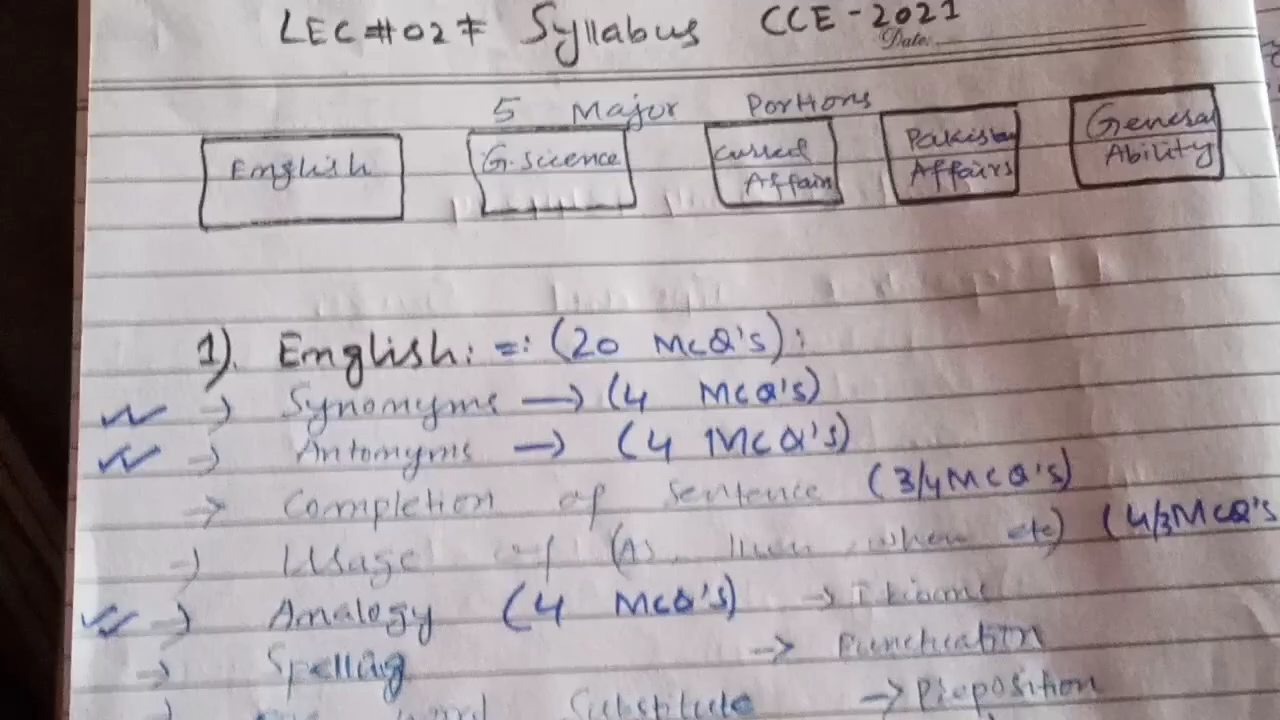 LEC#02 Syllabus CCE-2021
Date:
5 Major Portions
English
G.science
Current Affairs
Pakistan Affairs
General Ability
1). English: =: (20 MCQ's):
→ Synonyms → (4 MCQ's)
→ Antonyms → (4 MCQ's)
→ Completion of sentence (3/4 MCQ's)
→ Usage of (As, then, when etc) (4/3 MCQ's
→ Analogy (4 MCQ's) → Idioms
→ Spelling → Punctuation
→ word Substitute → Preposition